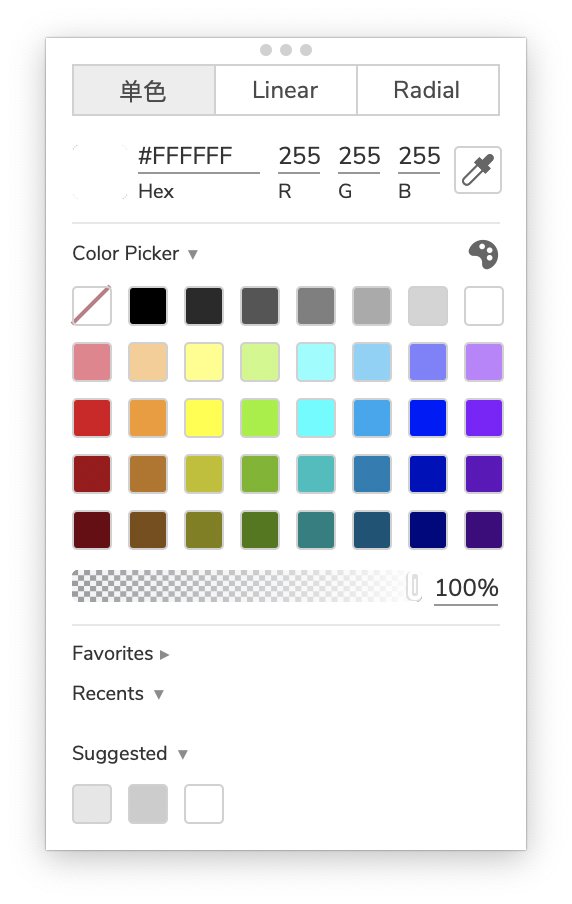 单色 Linear Radial
#FFFFFF 255 255 255
Hex R G B
Color Picker
100%
Favorites
Recents
Suggested